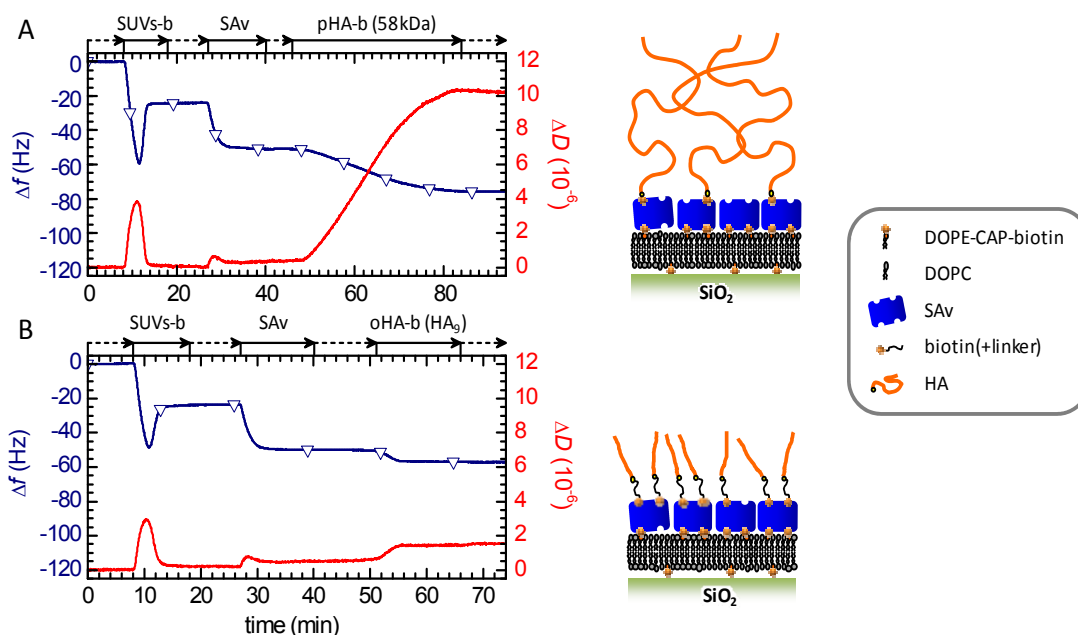 A
SUVs-b SAv pHA-b (58kDa)
0
-20
-40
-60
-80
-100
-120
Δf (Hz)
12
10
8
6
4
2
0
ΔD (10⁻⁶)
0 20 40 60 80
SiO₂
B
SUVs-b SAv oHA-b (HA₉)
0
-20
-40
-60
-80
-100
-120
Δf (Hz)
12
10
8
6
4
2
0
ΔD (10⁻⁶)
0 10 20 30 40 50 60 70
time (min)
SiO₂
DOPE-CAP-biotin
DOPC
SAv
biotin(+linker)
HA